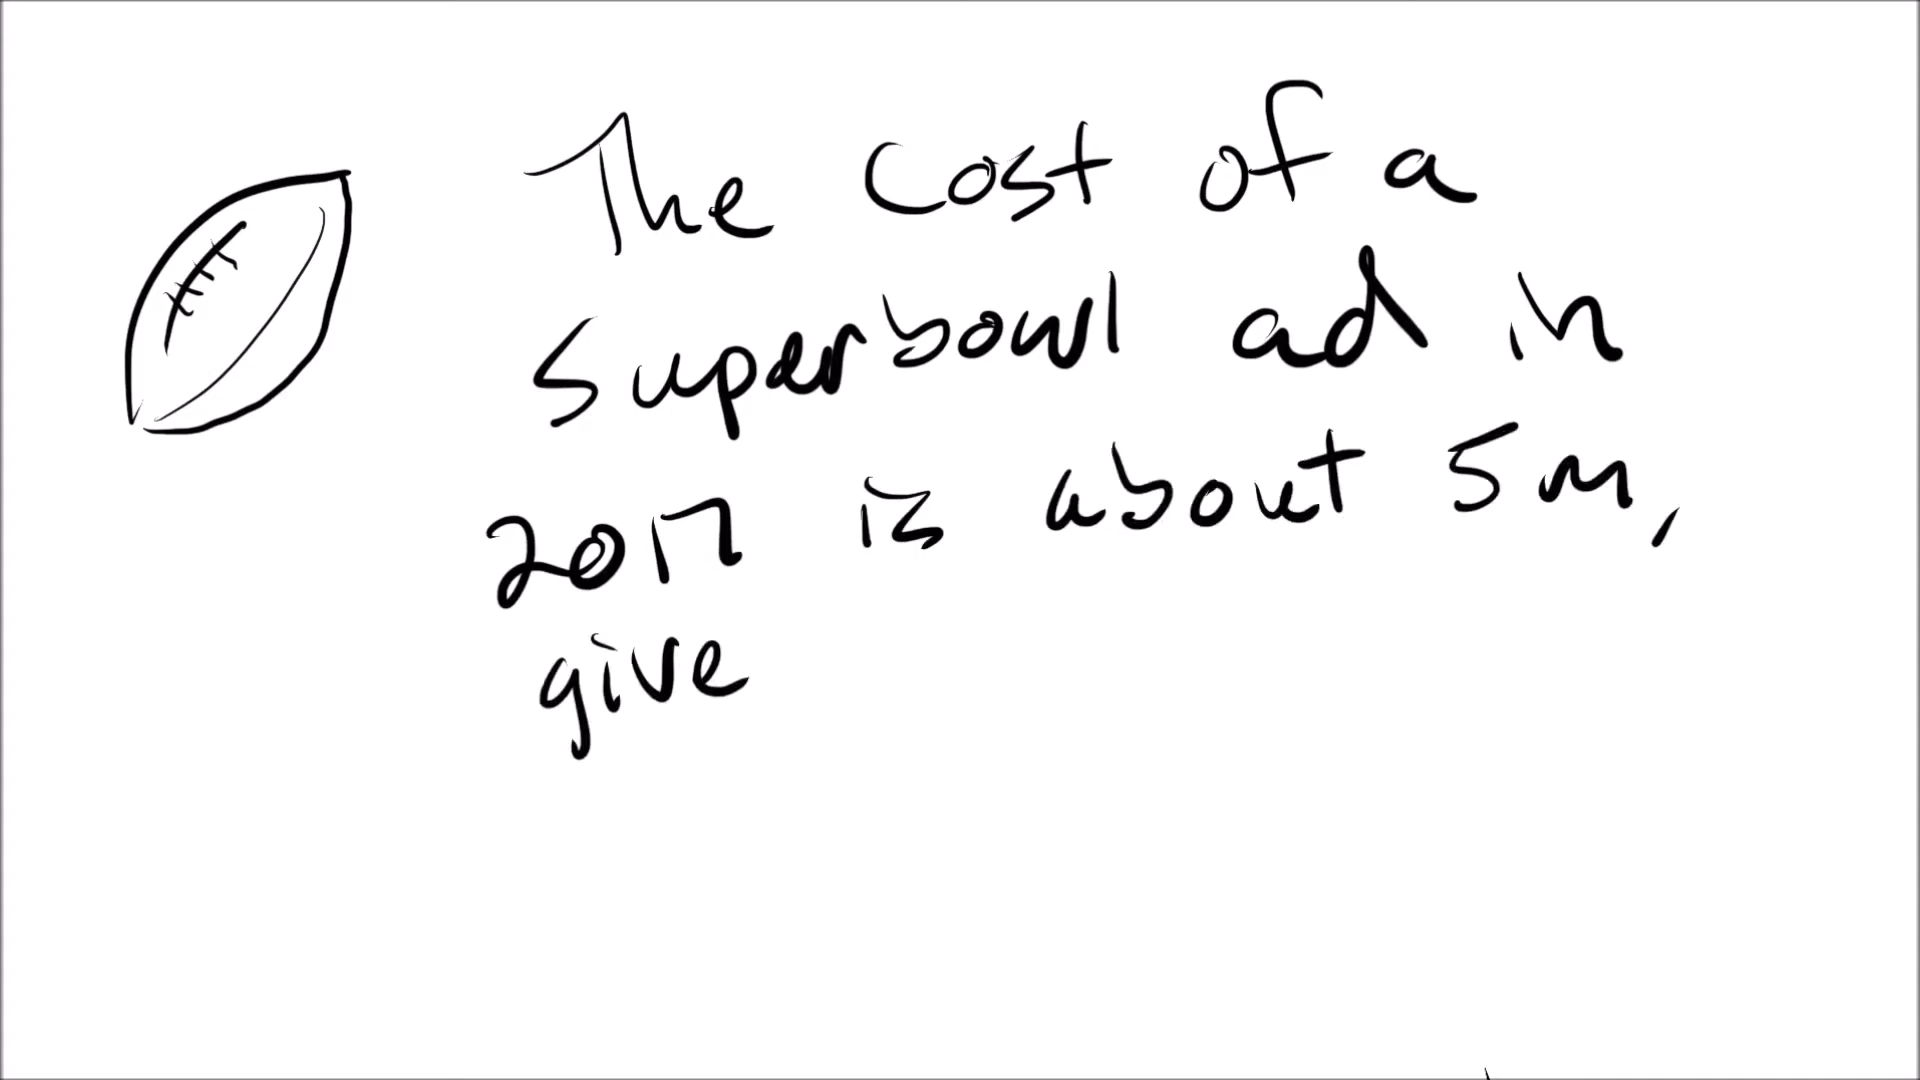 The cost of a
superbowl ad in
2017 is about 5m,
give